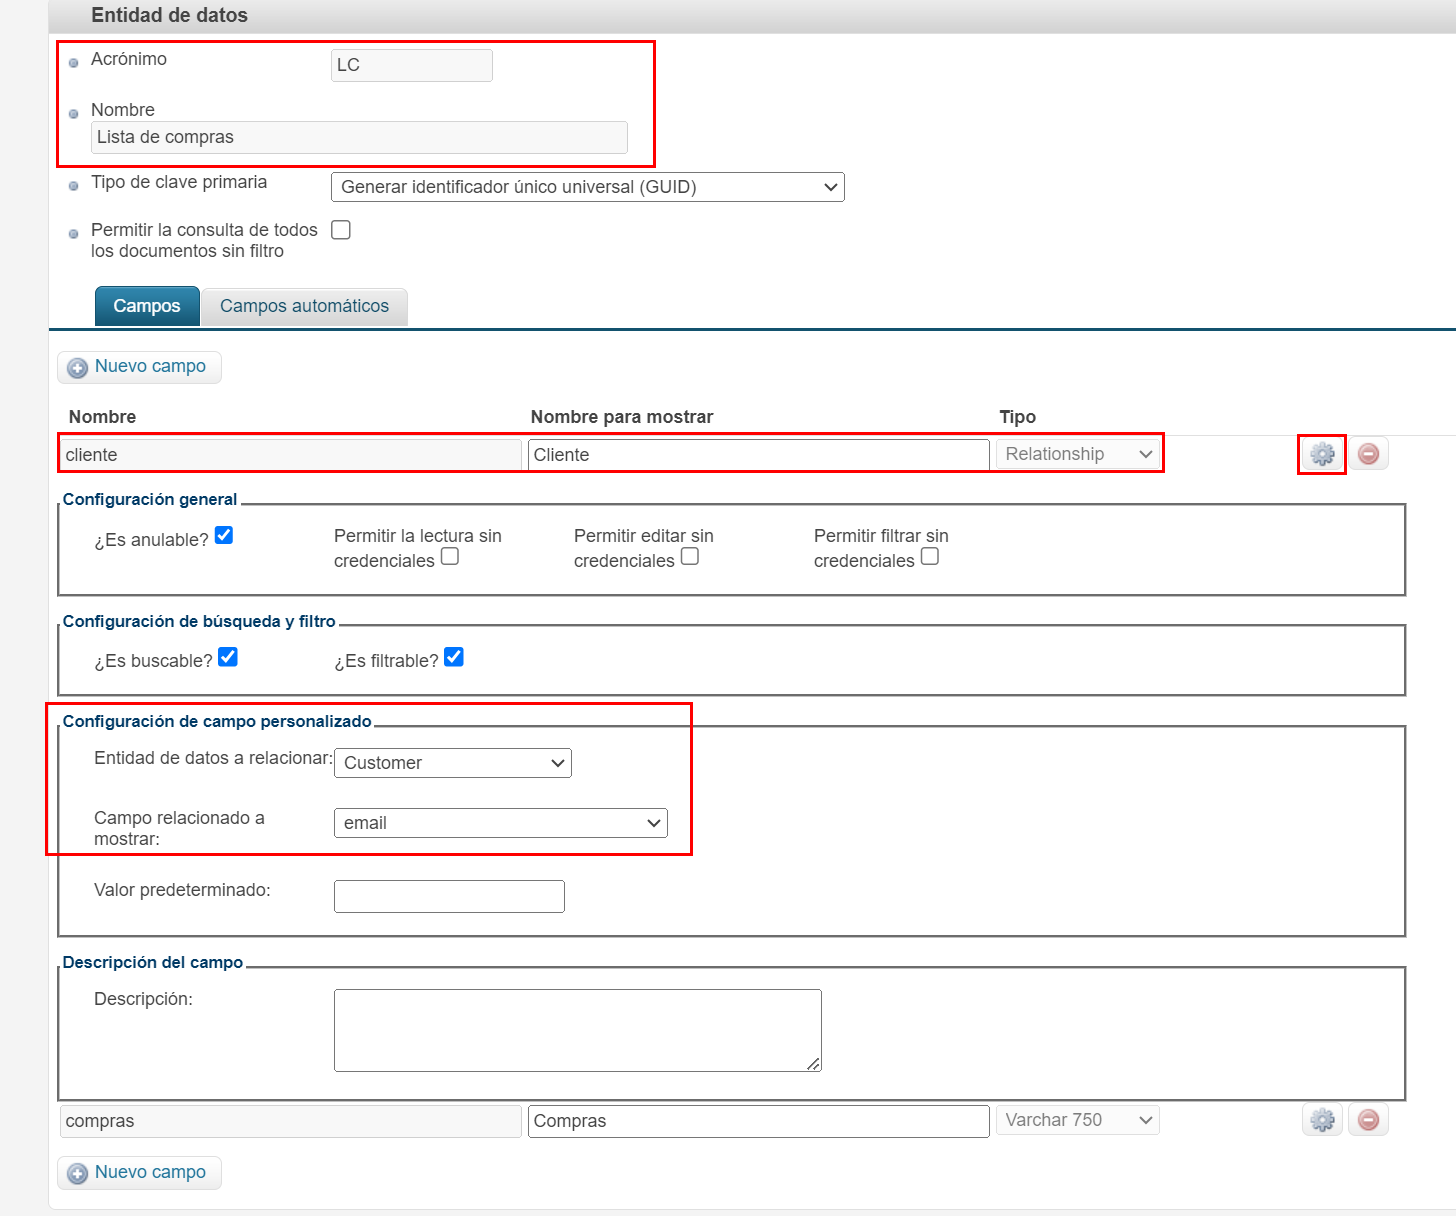 Entidad de datos
Acrónimo
LC
Nombre
Lista de compras
Tipo de clave primaria
Generar identificador único universal (GUID)
Permitir la consulta de todos
los documentos sin filtro
Campos
Campos automáticos
Nuevo campo
Nombre
Nombre para mostrar
Tipo
cliente
Cliente
Relationship
Configuración general
¿Es anulable?
Permitir la lectura sin
credenciales
Permitir editar sin
credenciales
Permitir filtrar sin
credenciales
Configuración de búsqueda y filtro
¿Es buscable?
¿Es filtrable?
Configuración de campo personalizado
Entidad de datos a relacionar:
Customer
Campo relacionado a
mostrar:
email
Valor predeterminado:
Descripción del campo
Descripción:
compras
Compras
Varchar 750
Nuevo campo